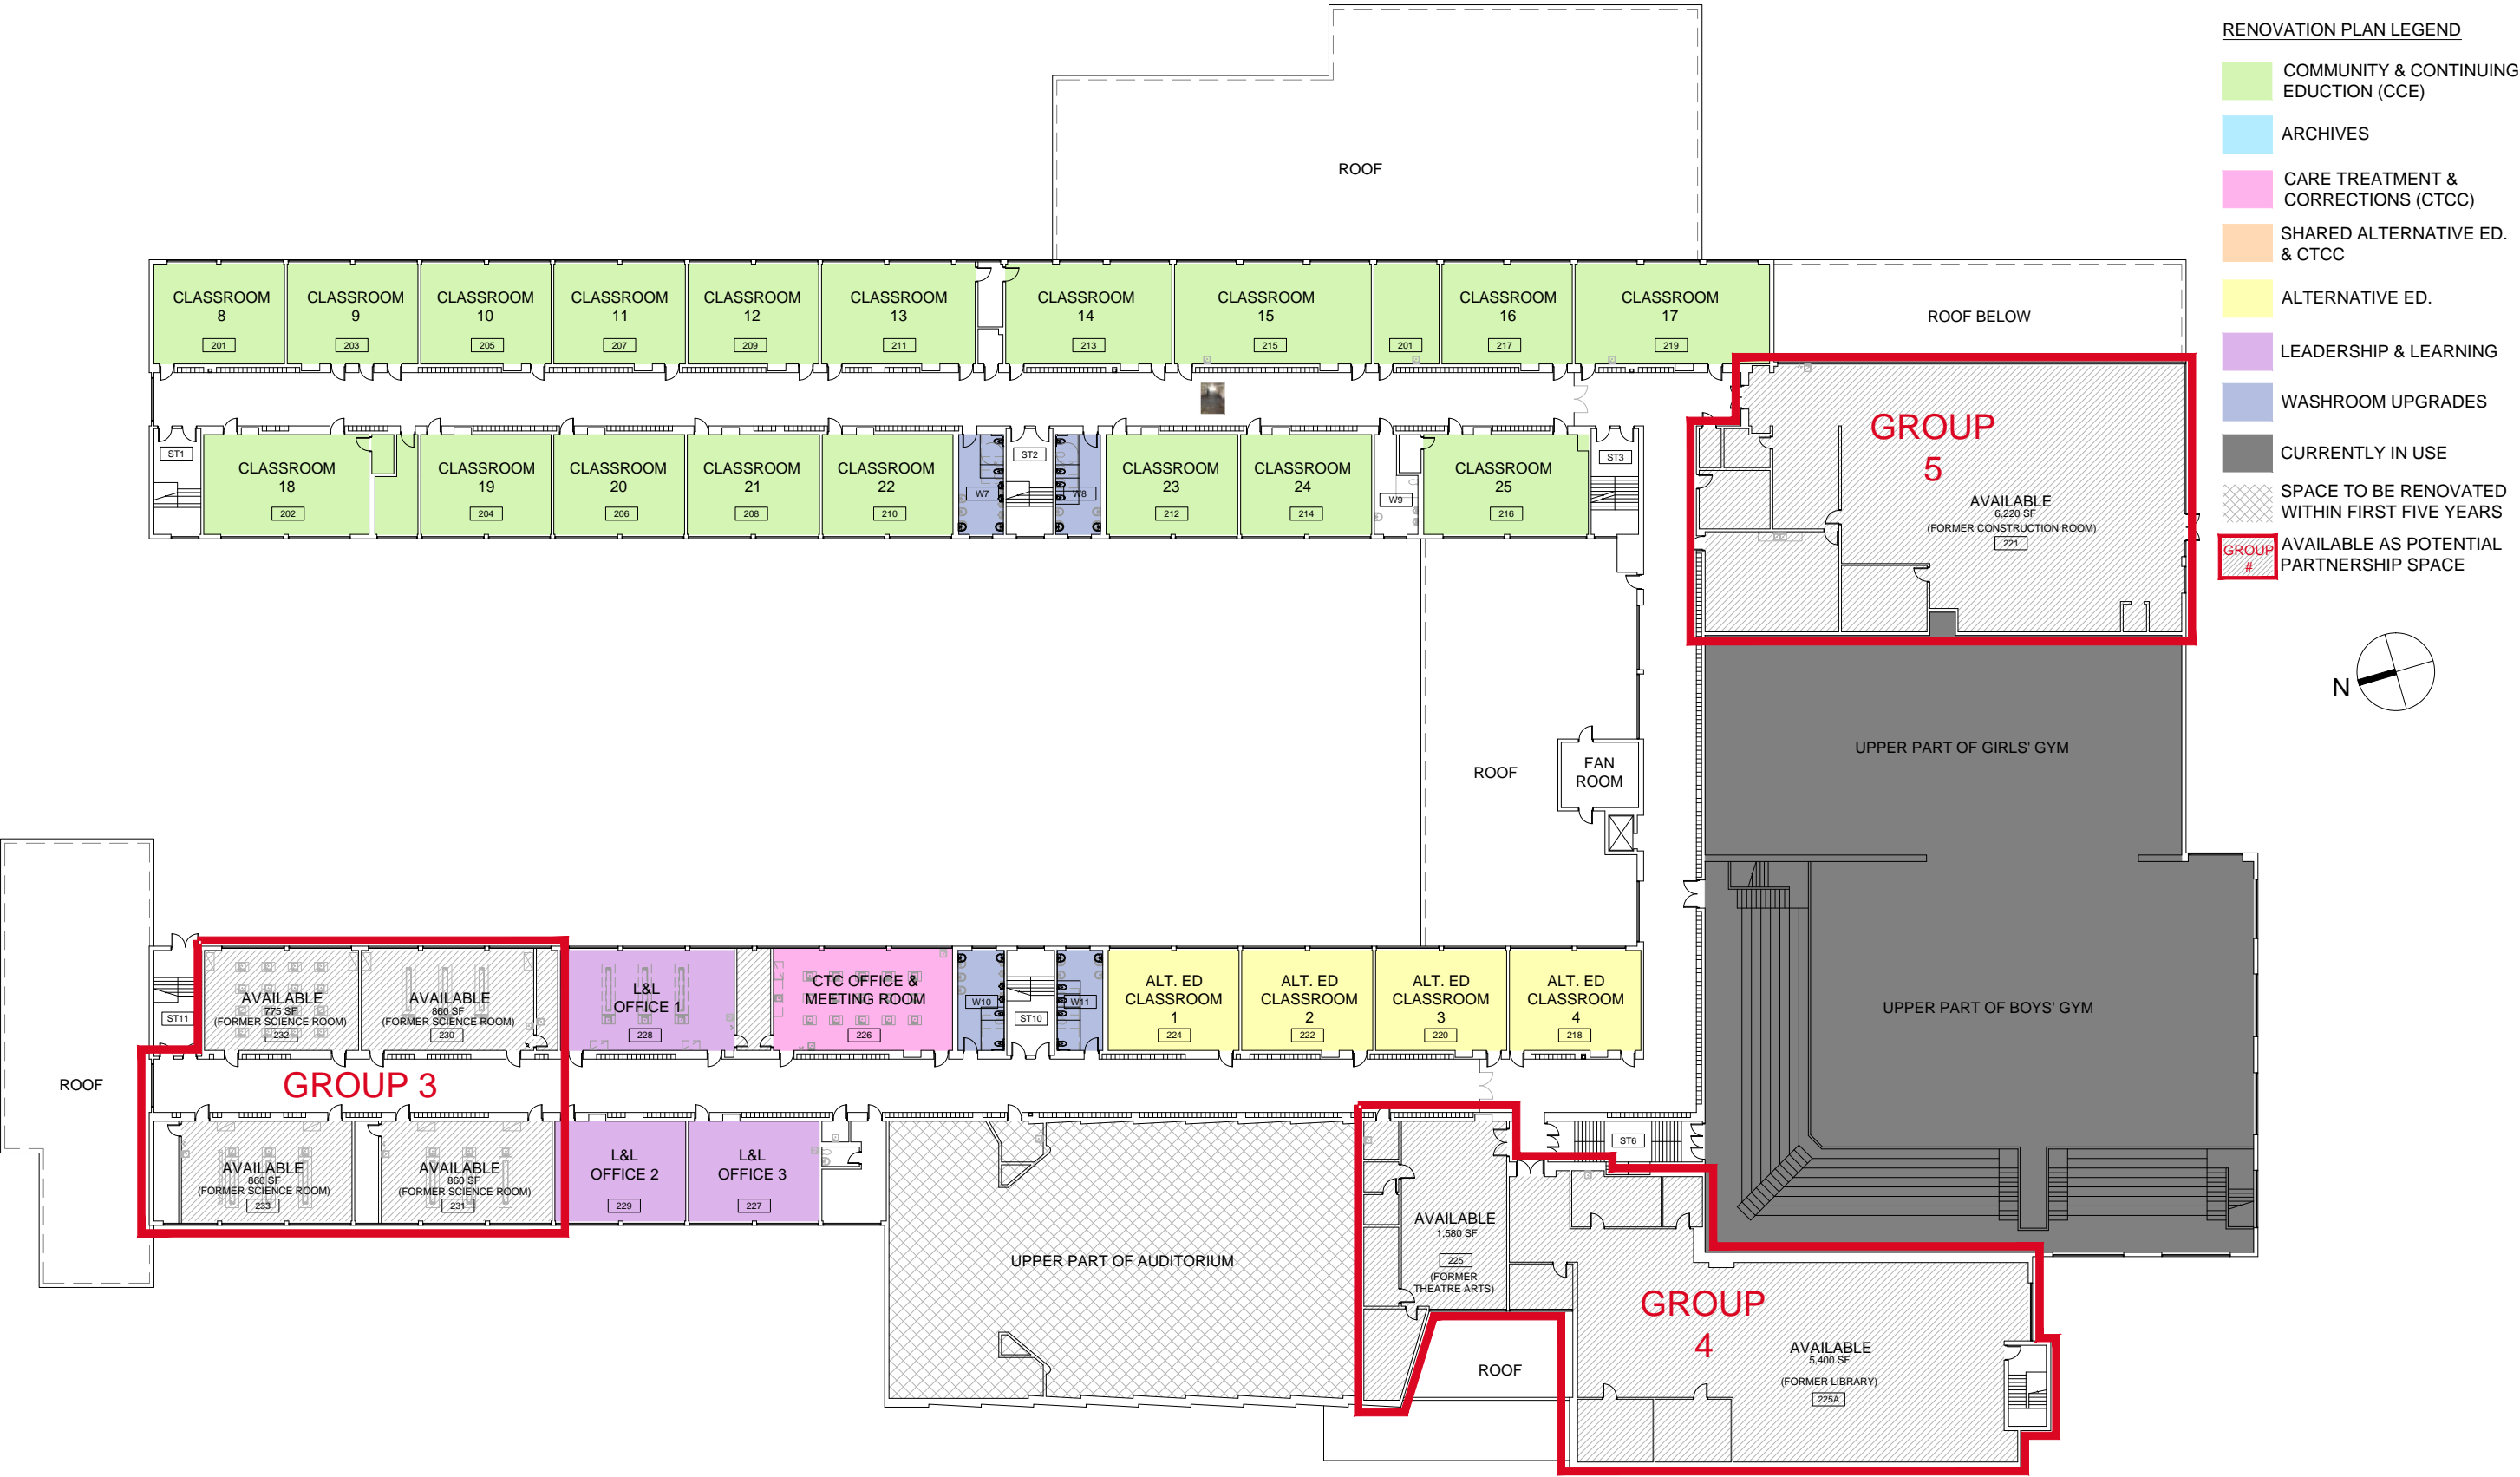 RENOVATION PLAN LEGEND
COMMUNITY & CONTINUING
EDUCTION (CCE)
ARCHIVES
CARE TREATMENT &
CORRECTIONS (CTCC)
SHARED ALTERNATIVE ED.
& CTCC
ALTERNATIVE ED.
LEADERSHIP & LEARNING
WASHROOM UPGRADES
CURRENTLY IN USE
SPACE TO BE RENOVATED
WITHIN FIRST FIVE YEARS
GROUP
#
AVAILABLE AS POTENTIAL
PARTNERSHIP SPACE
N
ROOF
ROOF BELOW
CLASSROOM
8
201
CLASSROOM
9
203
CLASSROOM
10
205
CLASSROOM
11
207
CLASSROOM
12
209
CLASSROOM
13
211
CLASSROOM
14
213
CLASSROOM
15
215
201
CLASSROOM
16
217
CLASSROOM
17
219
ST1
CLASSROOM
18
202
CLASSROOM
19
204
CLASSROOM
20
206
CLASSROOM
21
208
CLASSROOM
22
210
W7
ST2
W8
CLASSROOM
23
212
CLASSROOM
24
214
W9
CLASSROOM
25
216
ST3
GROUP
5
AVAILABLE
6,220 SF
(FORMER CONSTRUCTION ROOM)
221
ROOF
FAN
ROOM
UPPER PART OF GIRLS' GYM
UPPER PART OF BOYS' GYM
ROOF
ST11
AVAILABLE
775 SF
(FORMER SCIENCE ROOM)
232
AVAILABLE
860 SF
(FORMER SCIENCE ROOM)
230
L&L
OFFICE 1
228
CTC OFFICE &
MEETING ROOM
226
W10
ST10
W11
ALT. ED
CLASSROOM
1
224
ALT. ED
CLASSROOM
2
222
ALT. ED
CLASSROOM
3
220
ALT. ED
CLASSROOM
4
218
GROUP 3
AVAILABLE
860 SF
(FORMER SCIENCE ROOM)
233
AVAILABLE
860 SF
(FORMER SCIENCE ROOM)
231
L&L
OFFICE 2
229
L&L
OFFICE 3
227
UPPER PART OF AUDITORIUM
ST6
AVAILABLE
1,580 SF
225
(FORMER
THEATRE ARTS)
GROUP
4
ROOF
AVAILABLE
5,400 SF
(FORMER LIBRARY)
225A